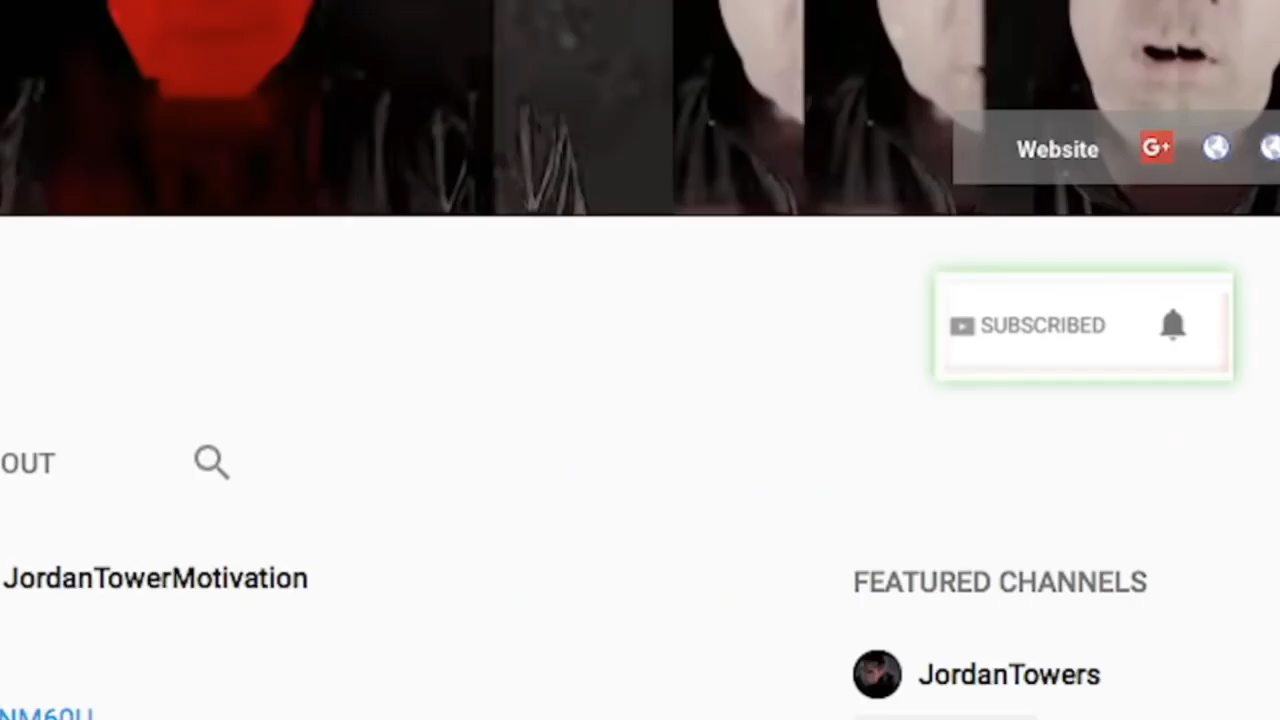 Website G+
SUBSCRIBED
OUT
JordanTowerMotivation
FEATURED CHANNELS
JordanTowers